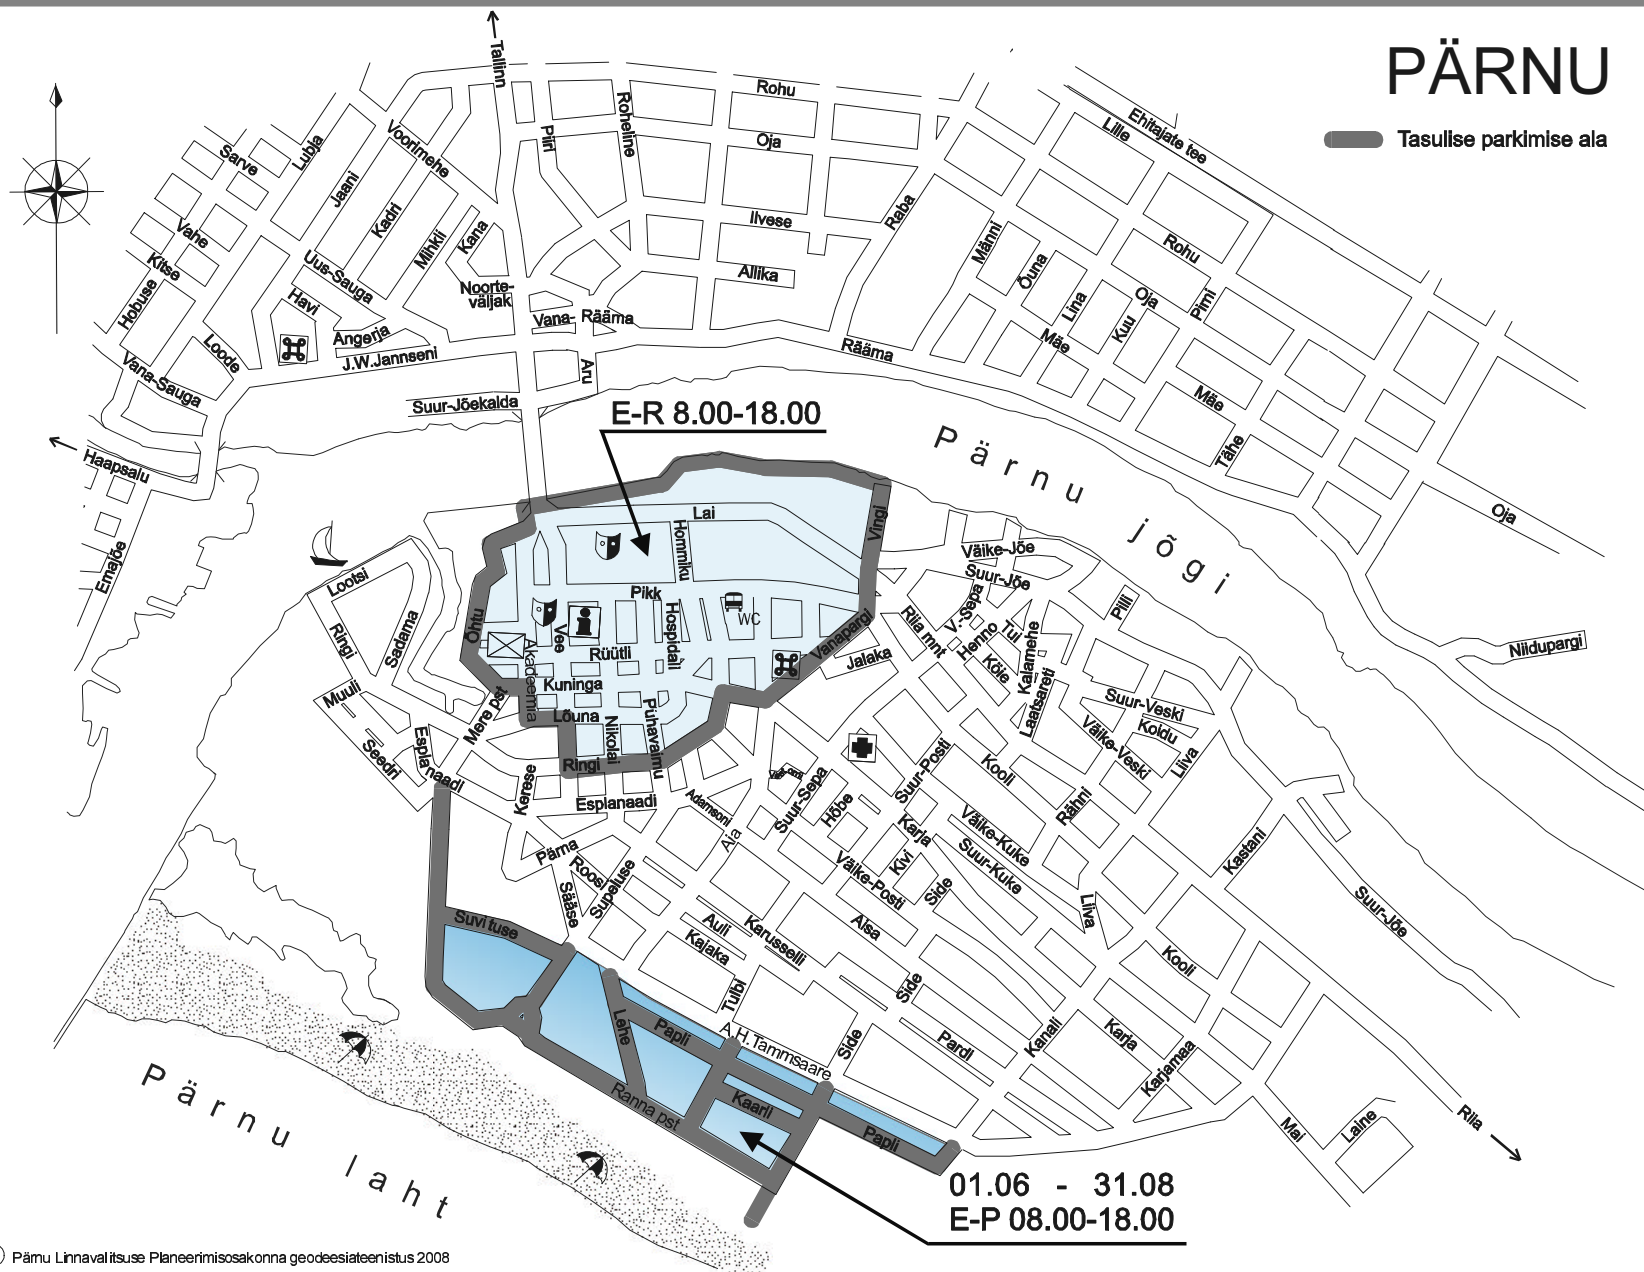 PÄRNU
Tasulise parkimise ala
Tallinn
Rohu
Ehitajate tee
Lille
Roheline
Piiri
Oja
Voorimehe
Lubja
Sarve
Jaani
Kadri
Mihkli
Kana
Ilvese
Raba
Männi
Rohu
Vahe
Kitse
Uus-Sauga
Havi
Hobuse
Noorte-
väljak
Allika
Õuna
Lina
Oja
Kuu
Pirni
Angerja
J.W.Jannseni
Loode
Vana-Sauga
Vana- Rääma
Rääma
Mäe
Aru
Suur-Jõekalda
Mäe
Tähe
E-R 8.00-18.00
Haapsalu
Emajõe
Pärnu jõgi
Oja
Niidupargi
Lai
Hommiku
Vingi
Väike-Jõe
Suur-Jõe
Pikk
Hospidali
WC
Vanapargi
Jalaka
Riia mnt
V.-Sepa
Henno
Tui
Köie
Kalamehe
Laatsareti
Pilli
Lootsi
Ringi
Sadama
Õhtu
Vee
Akadeemia
Rüütli
Kuninga
Lõuna
Nikolai
Pühavaimu
Ringi
Muuli
Seedri
Mere pst
Esplanaadi
Kerese
Esplanaadi
Adamsoni
Aia
Suur-Sepa
Hõbe
Suur-Posti
Kooli
Suur-Veski
Koidu
Väike-Veski
Liiva
Rähni
Karja
Kivi
Väike-Kuke
Suur-Kuke
Side
Väike-Posti
Aisa
Kastani
Suur-Jõe
Pärna
Roosi
Sääse
Supeluse
Auli
Kajaka
Karusselli
Tulbi
Side
Side
Liiva
Kooli
Pardi
Kanali
Karja
Karjamaa
Suvituse
Lehe
Papli
A.H.Tammsaare
Kaarli
Ranna pst
Papli
Mai
Laine
Riia
Pärnu laht
01.06 - 31.08
E-P 08.00-18.00
Pärnu Linnavalitsuse Planeerimisosakonna geodeesiateenistus 2008